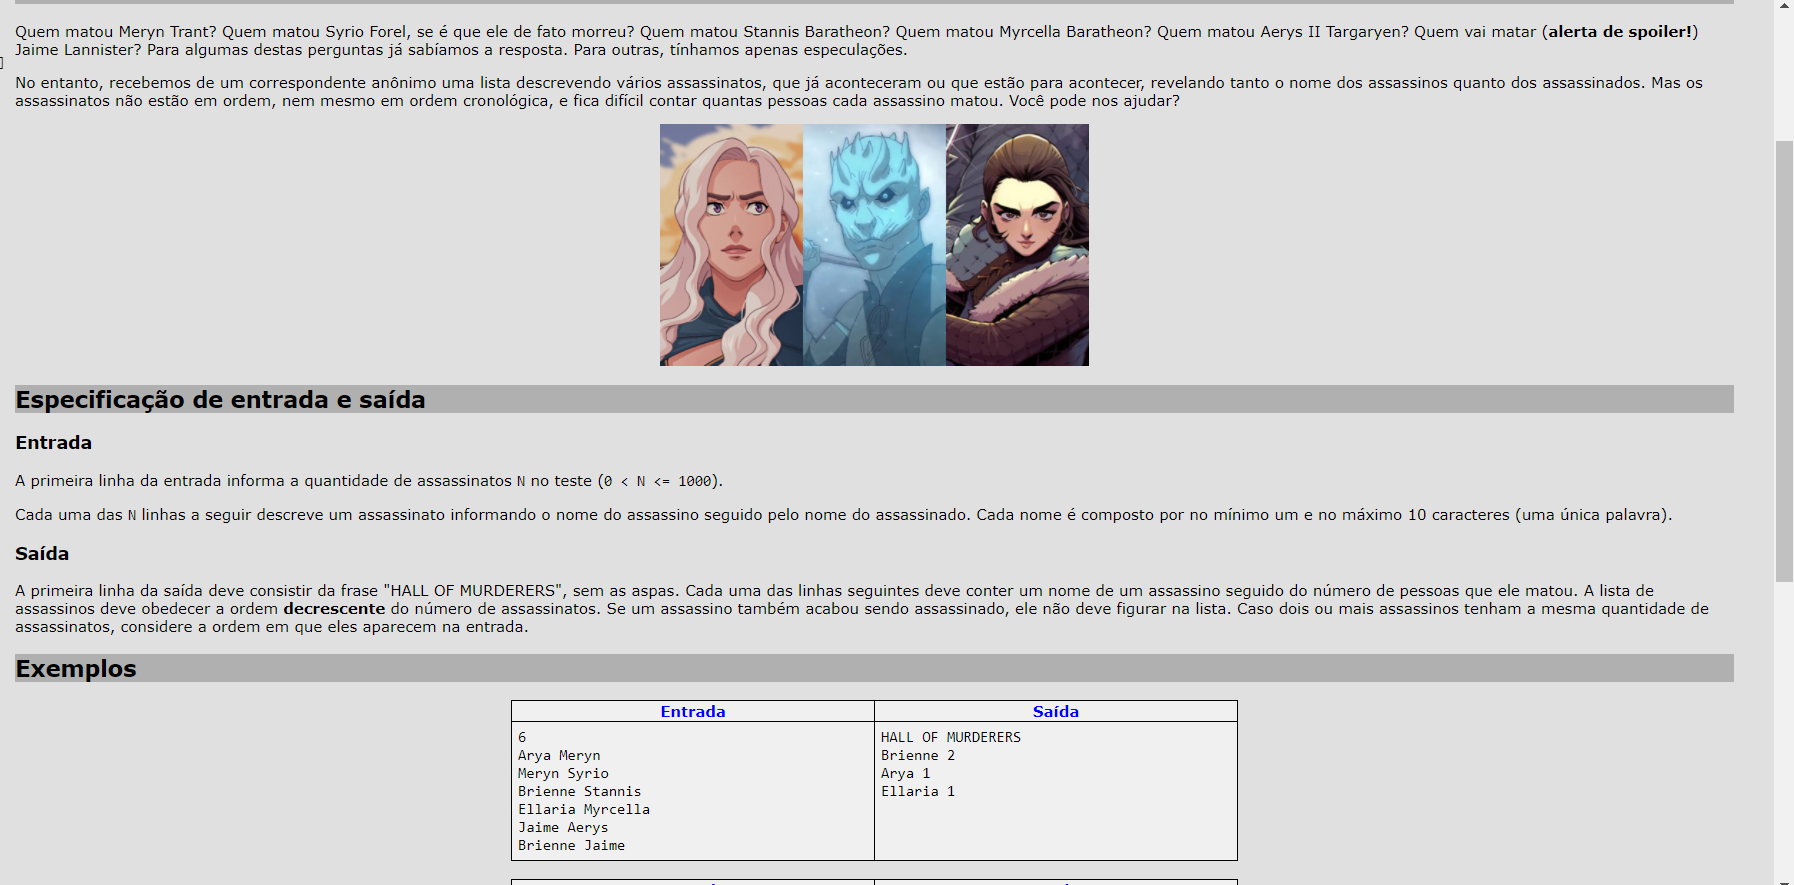 Quem matou Meryn Trant? Quem matou Syrio Forel, se é que ele de fato morreu? Quem matou Stannis Baratheon? Quem matou Myrcella Baratheon? Quem matou Aerys II Targaryen? Quem vai matar (alerta de spoiler!)
Jaime Lannister? Para algumas destas perguntas já sabíamos a resposta. Para outras, tínhamos apenas especulações.
No entanto, recebemos de um correspondente anônimo uma lista descrevendo vários assassinatos, que já aconteceram ou que estão para acontecer, revelando tanto o nome dos assassinos quanto dos assassinados. Mas os
assassinatos não estão em ordem, nem mesmo em ordem cronológica, e fica difícil contar quantas pessoas cada assassino matou. Você pode nos ajudar?
Especificação de entrada e saída
Entrada
A primeira linha da entrada informa a quantidade de assassinatos N no teste (0 < N <= 1000).
Cada uma das N linhas a seguir descreve um assassinato informando o nome do assassino seguido pelo nome do assassinado. Cada nome é composto por no mínimo um e no máximo 10 caracteres (uma única palavra).
Saída
A primeira linha da saída deve consistir da frase "HALL OF MURDERERS", sem as aspas. Cada uma das linhas seguintes deve conter um nome de um assassino seguido do número de pessoas que ele matou. A lista de
assassinos deve obedecer a ordem decrescente do número de assassinatos. Se um assassino também acabou sendo assassinado, ele não deve figurar na lista. Caso dois ou mais assassinos tenham a mesma quantidade de
assassinatos, considere a ordem em que eles aparecem na entrada.
Exemplos
Entrada
Saída
6
Arya Meryn
Meryn Syrio
Brienne Stannis
Ellaria Myrcella
Jaime Aerys
Brienne Jaime
HALL OF MURDERERS
Brienne 2
Arya 1
Ellaria 1